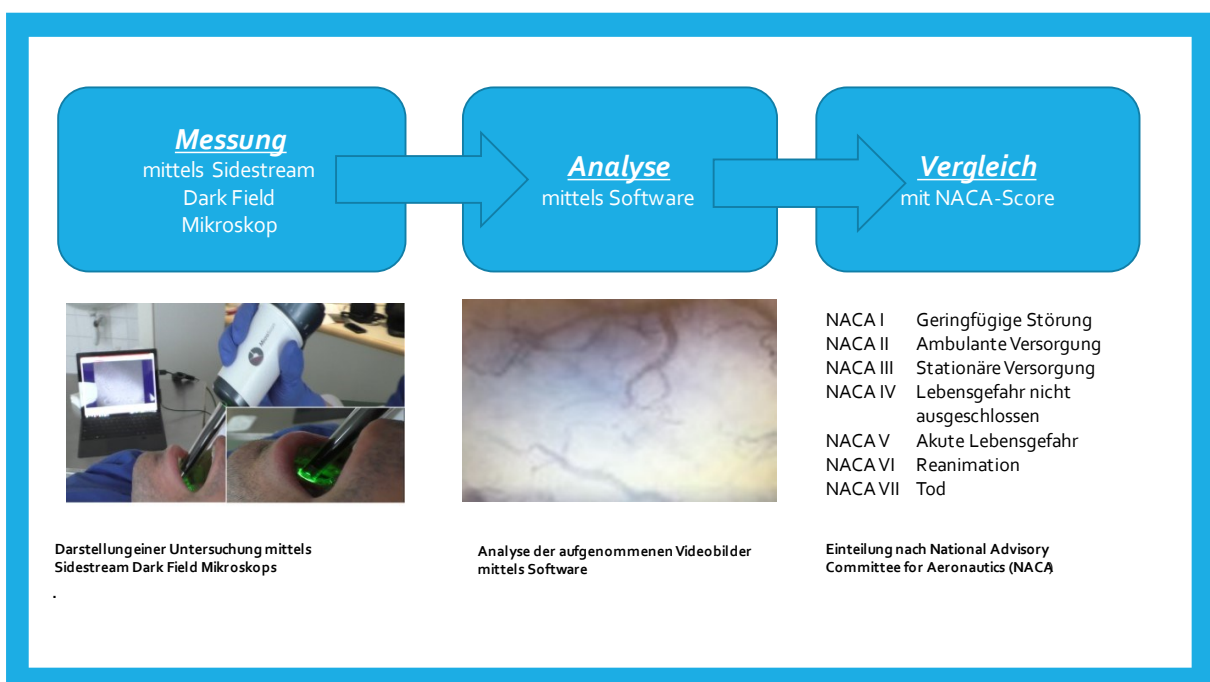 Messung
mittels Sidestream
Dark Field
Mikroskop
Analyse
mittels Software
Vergleich
mit NACA-Score
NACA I Geringfügige Störung
NACA II Ambulante Versorgung
NACA III Stationäre Versorgung
NACA IV Lebensgefahr nicht
ausgeschlossen
NACA V Akute Lebensgefahr
NACA VI Reanimation
NACA VII Tod
Darstellungeiner Untersuchung mittels
Sidestream Dark Field Mikroskops
.
Analyse der aufgenommenen Videobilder
mittels Software
Einteilung nach National Advisory
Committee for Aeronautics (NACA)